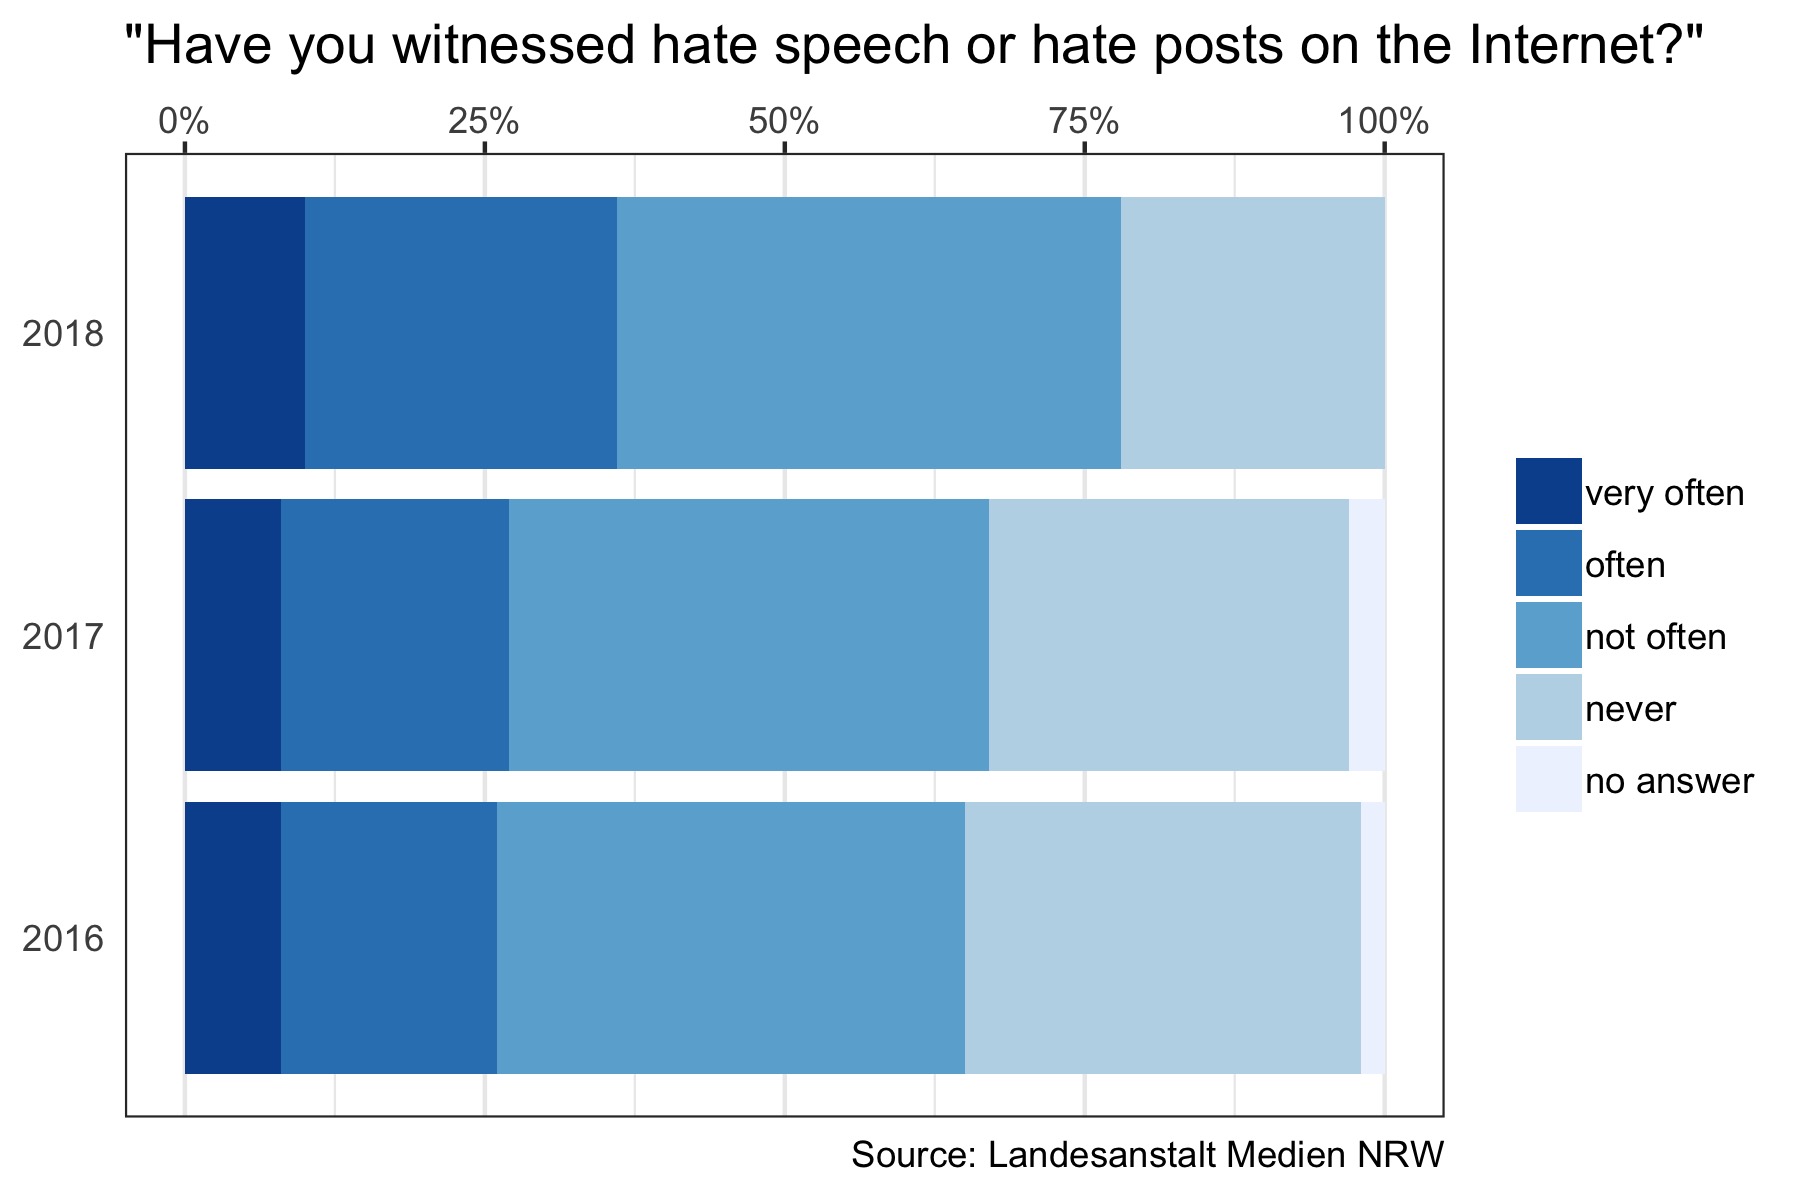 "Have you witnessed hate speech or hate posts on the Internet?"
0% 25% 50% 75% 100%
2018
2017
2016
very often
often
not often
never
no answer
Source: Landesanstalt Medien NRW